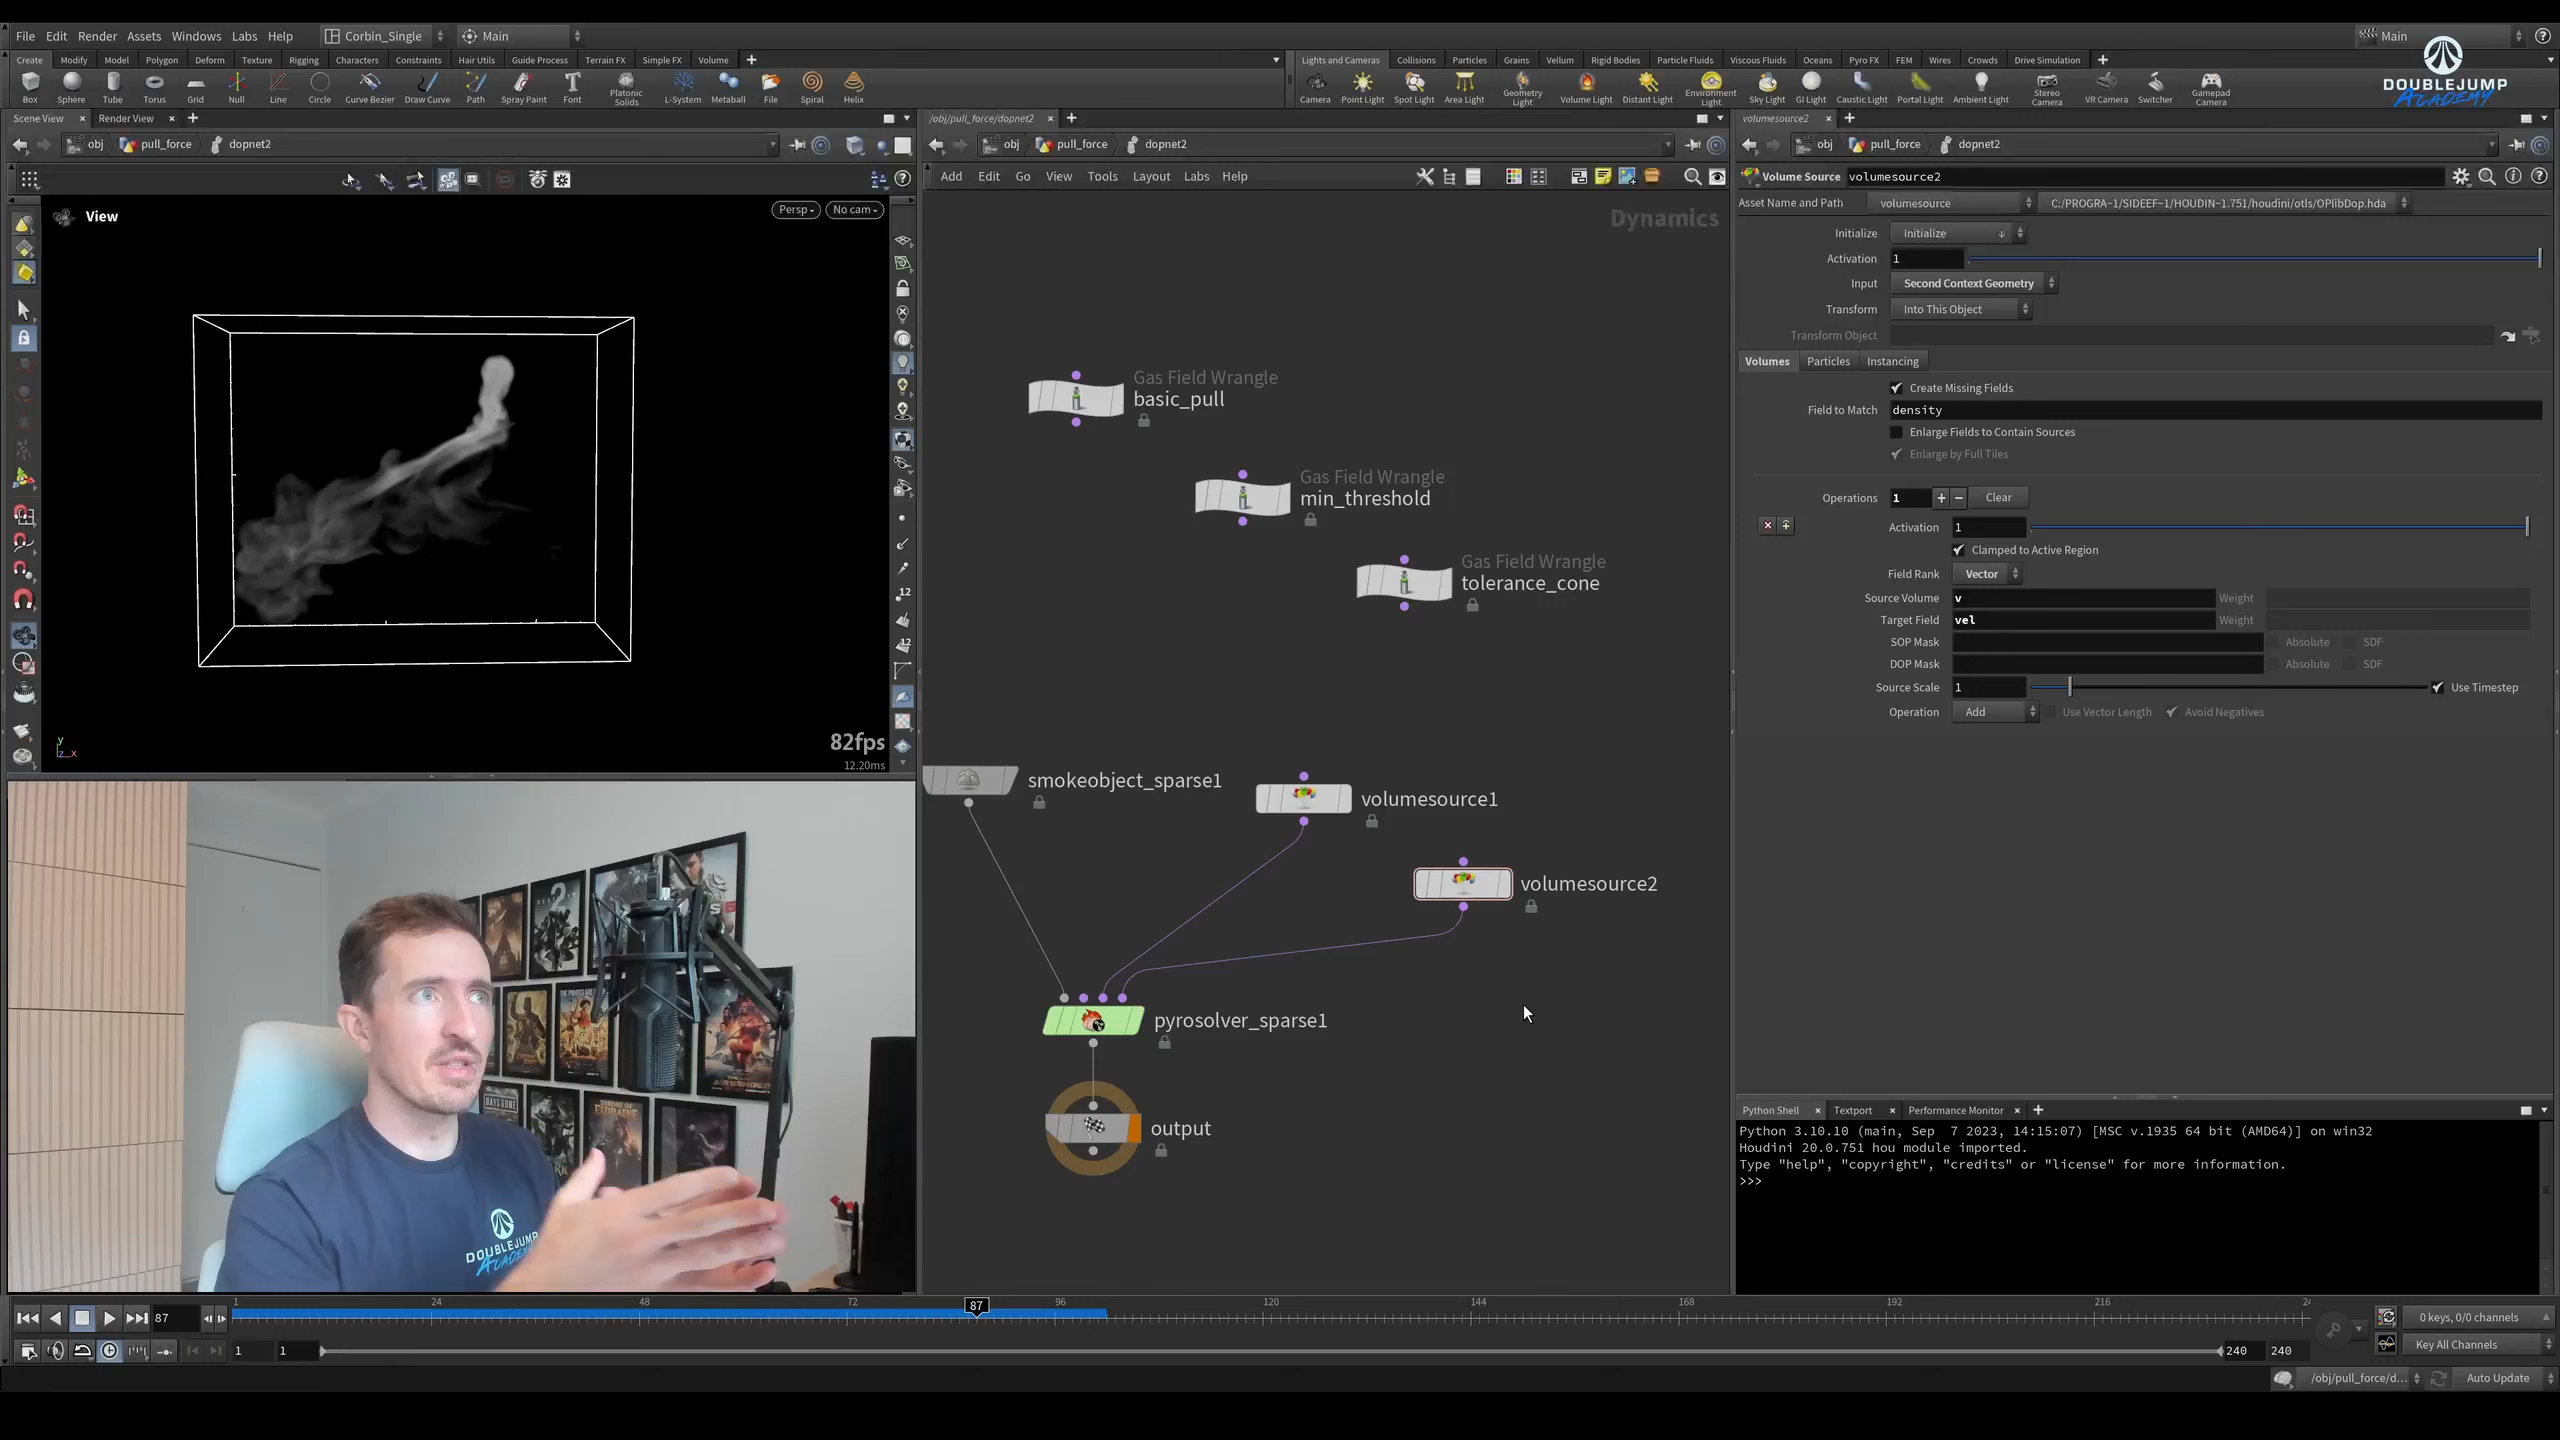 File Edit Render Assets Windows Labs Help Corbin_Single Main Main
DOUBLEJUMP
ACADEMY
Create Modify Model Polygon Deform Texture Rigging Characters Constraints Hair Utils Guide Process Terrain FX Simple FX Volume
Lights and Cameras Collisions Particles Grains Vellum Rigid Bodies Particle Fluids Viscous Fluids Oceans Pyro FX FEM Wires Crowds Drive Simulation
Box Sphere Tube Torus Grid Null Line Circle Curve Bezier Draw Curve Path Spray Paint Font Platonic Solids L-System Metaball File Spiral Helix
Camera Point Light Spot Light Area Light Geometry Light Volume Light Distant Light Environment Light Sky Light GI Light Caustic Light Portal Light Ambient Light Stereo Camera VR Camera Switcher Gamepad Camera
Scene View Render View
obj pull_force dopnet2
View
Persp
No cam
82fps
12.20ms
y
z x
/obj/pull_force/dopnet2
obj pull_force dopnet2
Add Edit Go View Tools Layout Labs Help
Dynamics
Gas Field Wrangle
basic_pull
Gas Field Wrangle
min_threshold
Gas Field Wrangle
tolerance_cone
smokeobject_sparse1
volumesource1
volumesource2
pyrosolver_sparse1
output
volumesource2
obj pull_force dopnet2
Volume Source volumesource2
Asset Name and Path volumesource C:/PROGRA~1/SIDEEF~1/HOUDIN~1.751/houdini/otls/OPlibDop.hda
Initialize Initialize
Activation 1
Input Second Context Geometry
Transform Into This Object
Transform Object
Volumes Particles Instancing
Create Missing Fields
Field to Match density
Enlarge Fields to Contain Sources
Enlarge by Full Tiles
Operations 1 + − Clear
Activation 1
Clamped to Active Region
Field Rank Vector
Source Volume v Weight
Target Field vel Weight
SOP Mask Absolute SDF
DOP Mask Absolute SDF
Source Scale 1 Use Timestep
Operation Add Use Vector Length Avoid Negatives
Python Shell Textport Performance Monitor
Python 3.10.10 (main, Sep 7 2023, 14:15:07) [MSC v.1935 64 bit (AMD64)] on win32
Houdini 20.0.751 hou module imported.
Type "help", "copyright", "credits" or "license" for more information.
>>>
DOUBLEJUMP
ACADEMY
87
1 24 48 72 87 96 120 144 168 192 216
1 1 240 240
0 keys, 0/0 channels
Key All Channels
/obj/pull_force/d... Auto Update